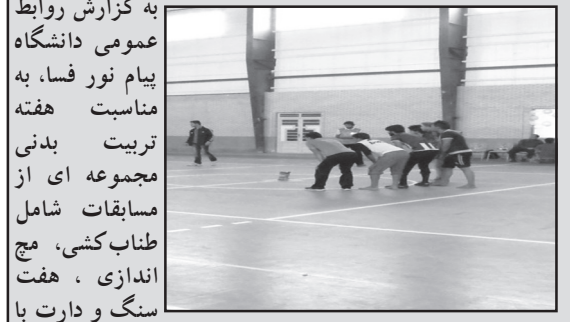 به گزارش روابط
عمومی دانشگاه
پیام نور فسا، به
مناسبت هفته
تربیت بدنی
مجموعه ای از
مسابقات شامل
طناب‌کشی، مچ
اندازی ، هفت
سنگ و دارت با